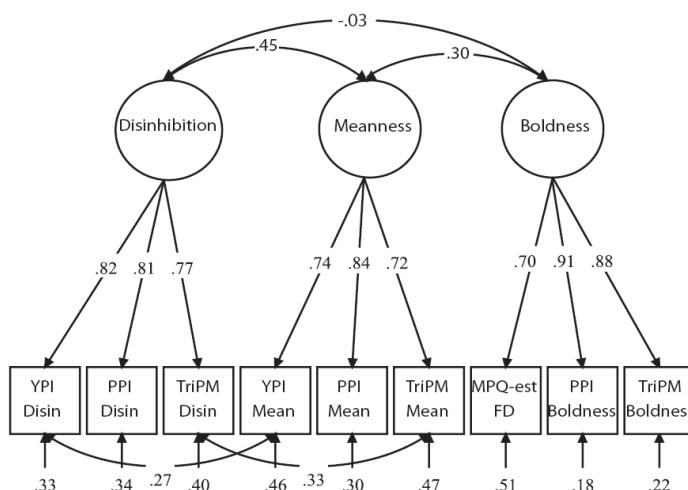 -.03
.45
.30
Disinhibition
Meanness
Boldness
.82
.81
.77
.74
.84
.72
.70
.91
.88
YPI
Disin
PPI
Disin
TriPM
Disin
YPI
Mean
PPI
Mean
TriPM
Mean
MPQ-est
FD
PPI
Boldness
TriPM
Boldness
.27
.33
.33
.34
.40
.46
.30
.47
.51
.18
.22